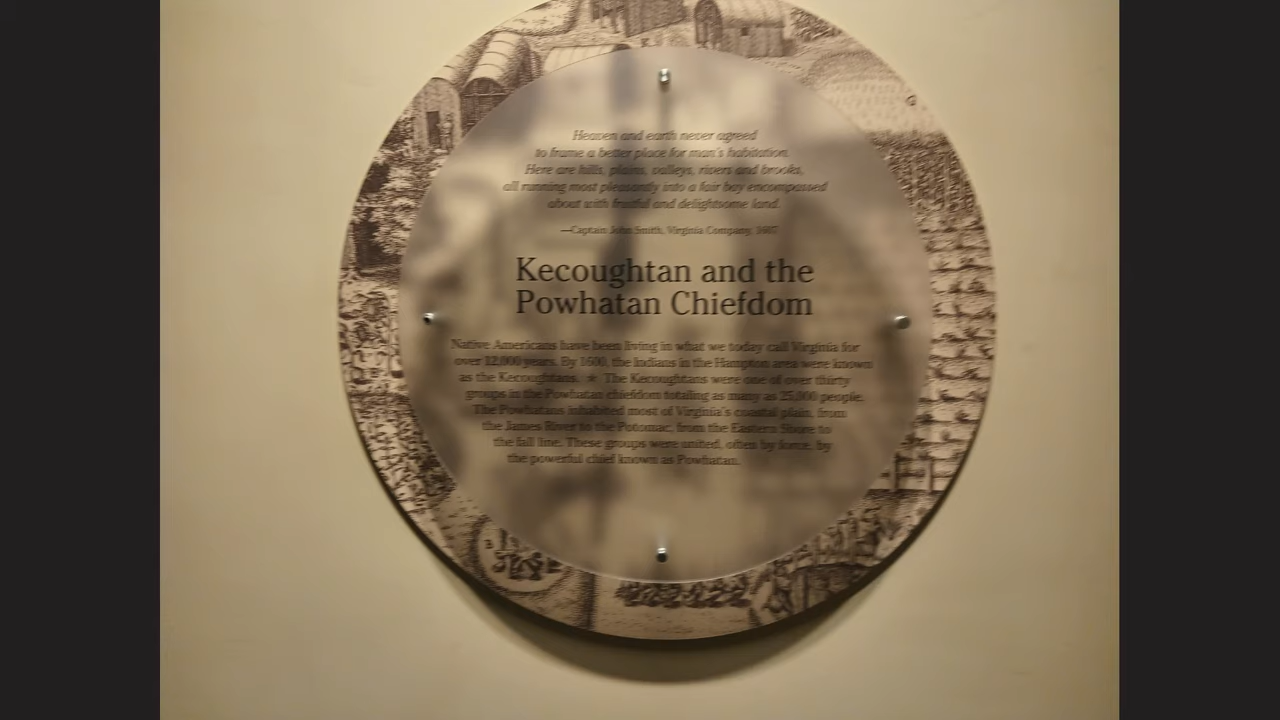 Heaven and earth never agreed
to frame a better place for man's habitation.
Here are hills, plains, valleys, rivers and brooks,
all running most pleasantly into a fair bay encompassed
about with fruitful and delightsome land.
—Captain John Smith, Virginia Company, 1607
Kecoughtan and the
Powhatan Chiefdom
Native Americans have been living in what we today call Virginia for
over 12,000 years. By 1600, the Indians in the Hampton area were known
as the Kecoughtans. The Kecoughtans were one of over thirty
groups in the Powhatan chiefdom totaling as many as 25,000 people.
The Powhatans inhabited most of Virginia's coastal plain, from
the James River to the Potomac, from the Eastern Shore to
the fall line. These groups were united, often by force, by
the powerful chief known as Powhatan.